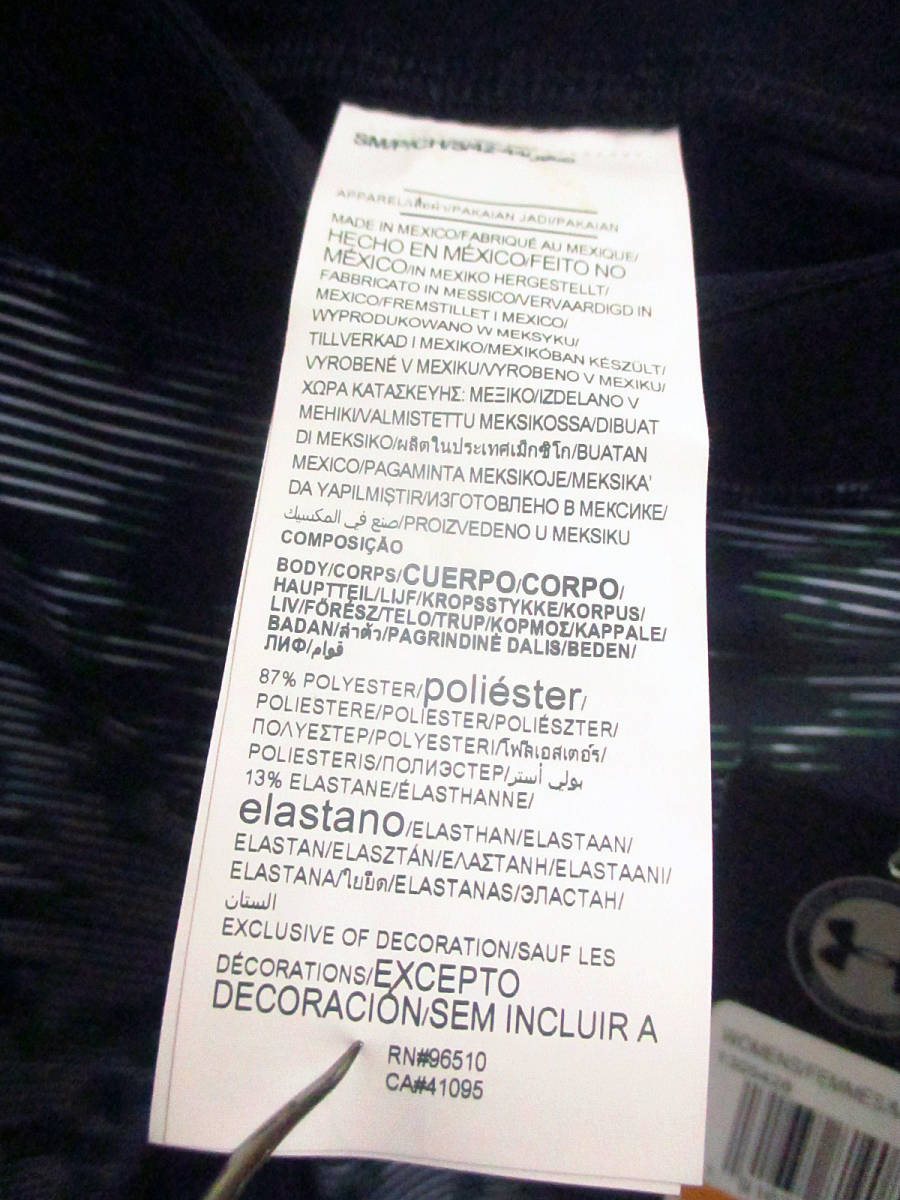 SM/P/CH/S/42-44/صغير
APPAREL/ /PAKAIAN JADI/PAKAIAN
MADE IN MEXICO/FABRIQUÉ AU MEXIQUE/
HECHO EN MÉXICO/FEITO NO
MÉXICO/IN MEXIKO HERGESTELLT/
FABBRICATO IN MESSICO/VERVAARDIGD IN
MEXICO/FREMSTILLET I MEXICO/
WYPRODUKOWANO W MEKSYKU/
TILLVERKAD I MEXIKO/MEXIKÓBAN KÉSZÜLT/
VYROBENÉ V MEXIKU/VYROBENO V MEXIKU/
ΧΩΡΑ ΚΑΤΑΣΚΕΥΗΣ: ΜΕΞΙΚΟ/IZDELANO V
MEHIKI/VALMISTETTU MEKSIKOSSA/DIBUAT
DI MEKSIKO/ผลิตในประเทศเม็กซิโก/BUATAN
MEXICO/PAGAMINTA MEKSIKOJE/MEKSIKA'
DA YAPILMIŞTIR/ИЗГОТОВЛЕНО В МЕКСИКЕ/
صنع في المكسيك/PROIZVEDENO U MEKSIKU
COMPOSIÇÃO
BODY/CORPS/CUERPO/CORPO/
HAUPTTEIL/LIJF/KROPSSTYKKE/KORPUS/
LIV/FŐRÉSZ/TELO/TRUP/ΚΟΡΜΟΣ/KAPPALE/
BADAN/ลำตัว/PAGRINDINĖ DALIS/BEDEN/
ЛИФ/قوام
87% POLYESTER/poliéster/
POLIESTERE/POLIESTER/POLIÉSZTER/
ΠΟΛΥΕΣΤΕΡ/POLYESTERI/โพลีเอสเตอร์/
POLIESTERIS/ПОЛИЭСТЕР/بولي أستر
13% ELASTANE/ÉLASTHANNE/
elastano/ELASTHAN/ELASTAAN/
ELASTAN/ELASZTÁN/ΕΛΑΣΤΑΝΗ/ELASTAANI/
ELASTANA/ใยยืด/ELASTANAS/ЭЛАСТАН/
الستان
EXCLUSIVE OF DECORATION/SAUF LES
DÉCORATIONS/EXCEPTO
DECORACIÓN/SEM INCLUIR A
RN#96510
CA#41095
WOMENS/FEMMES/